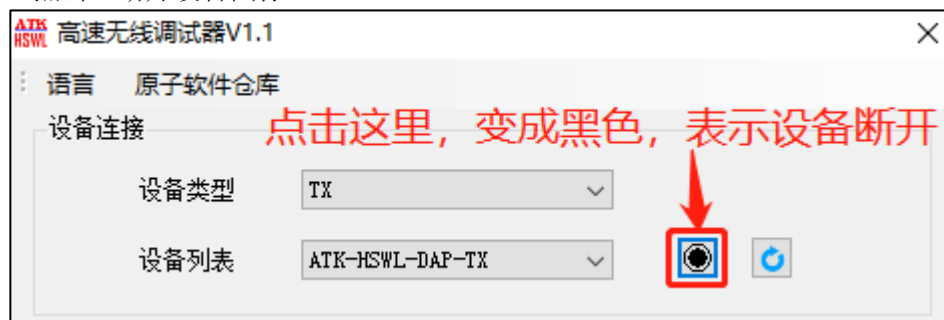 ATK HSWL 高速无线调试器V1.1
语言 原子软件仓库
设备连接 点击这里，变成黑色，表示设备断开
设备类型 TX
设备列表 ATK-HSWL-DAP-TX